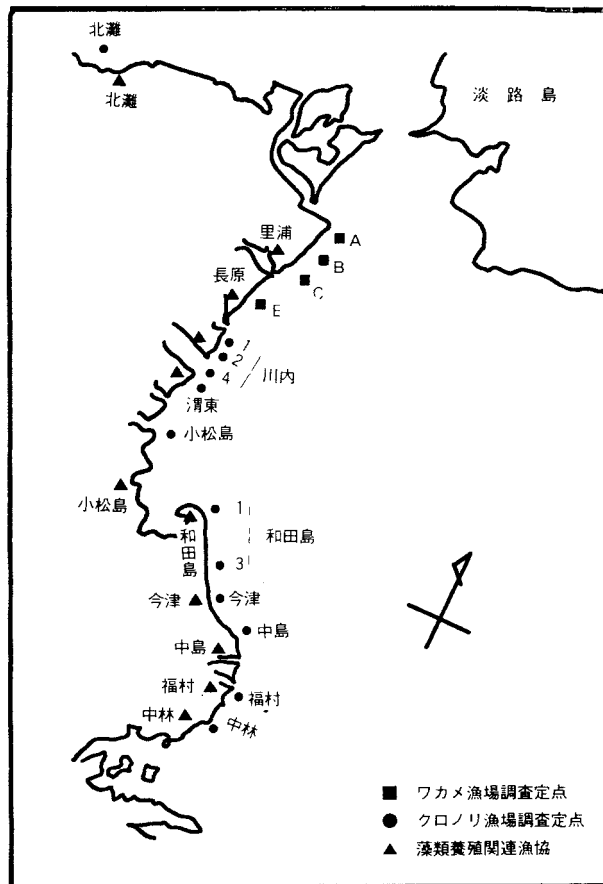 北灘
北灘
淡路島
里浦
A
B
C
長原
E
1
2
4
川内
渭東
小松島
小松島
1
和田島
和田島
3
今津
今津
中島
中島
福村
福村
中林
中林
■ ワカメ漁場調査定点
● クロノリ漁場調査定点
▲ 藻類養殖関連漁協